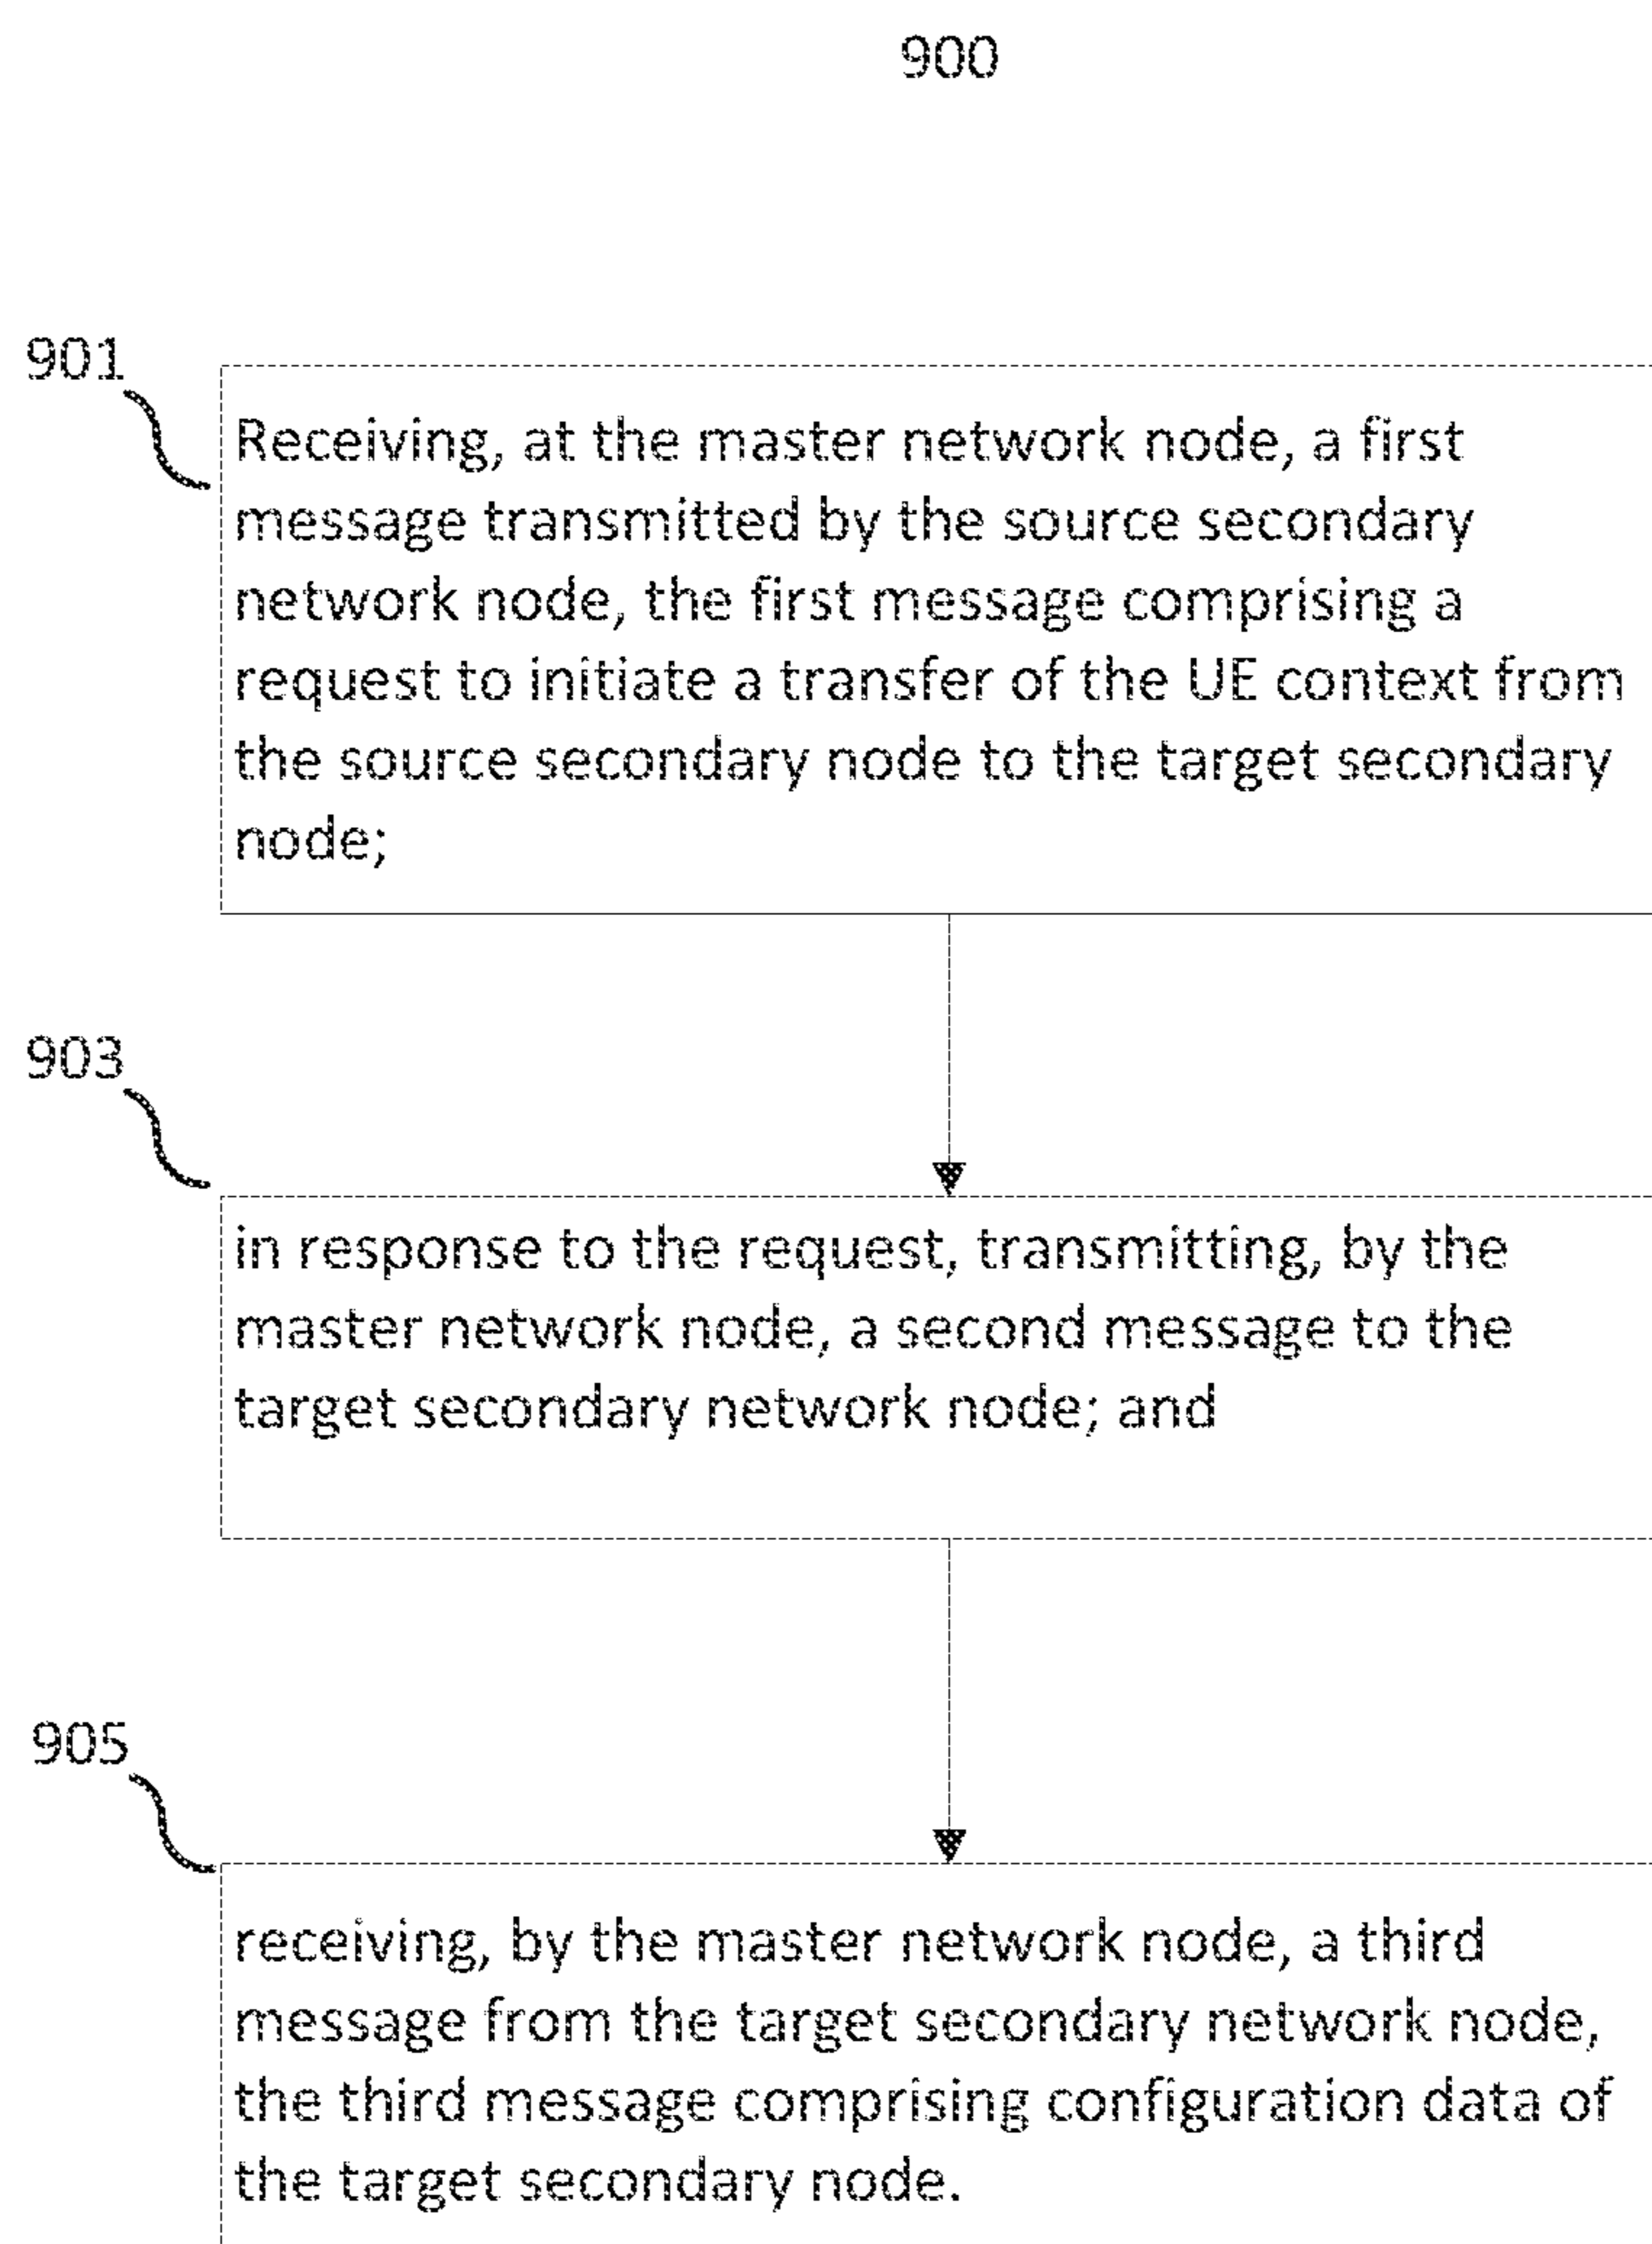 900
901
Receiving, at the master network node, a first
message transmitted by the source secondary
network node, the first message comprising a
request to initiate a transfer of the UE context from
the source secondary node to the target secondary
node;
903
in response to the request, transmitting, by the
master network node, a second message to the
target secondary network node; and
905
receiving, by the master network node, a third
message from the target secondary network node,
the third message comprising configuration data of
the target secondary node.